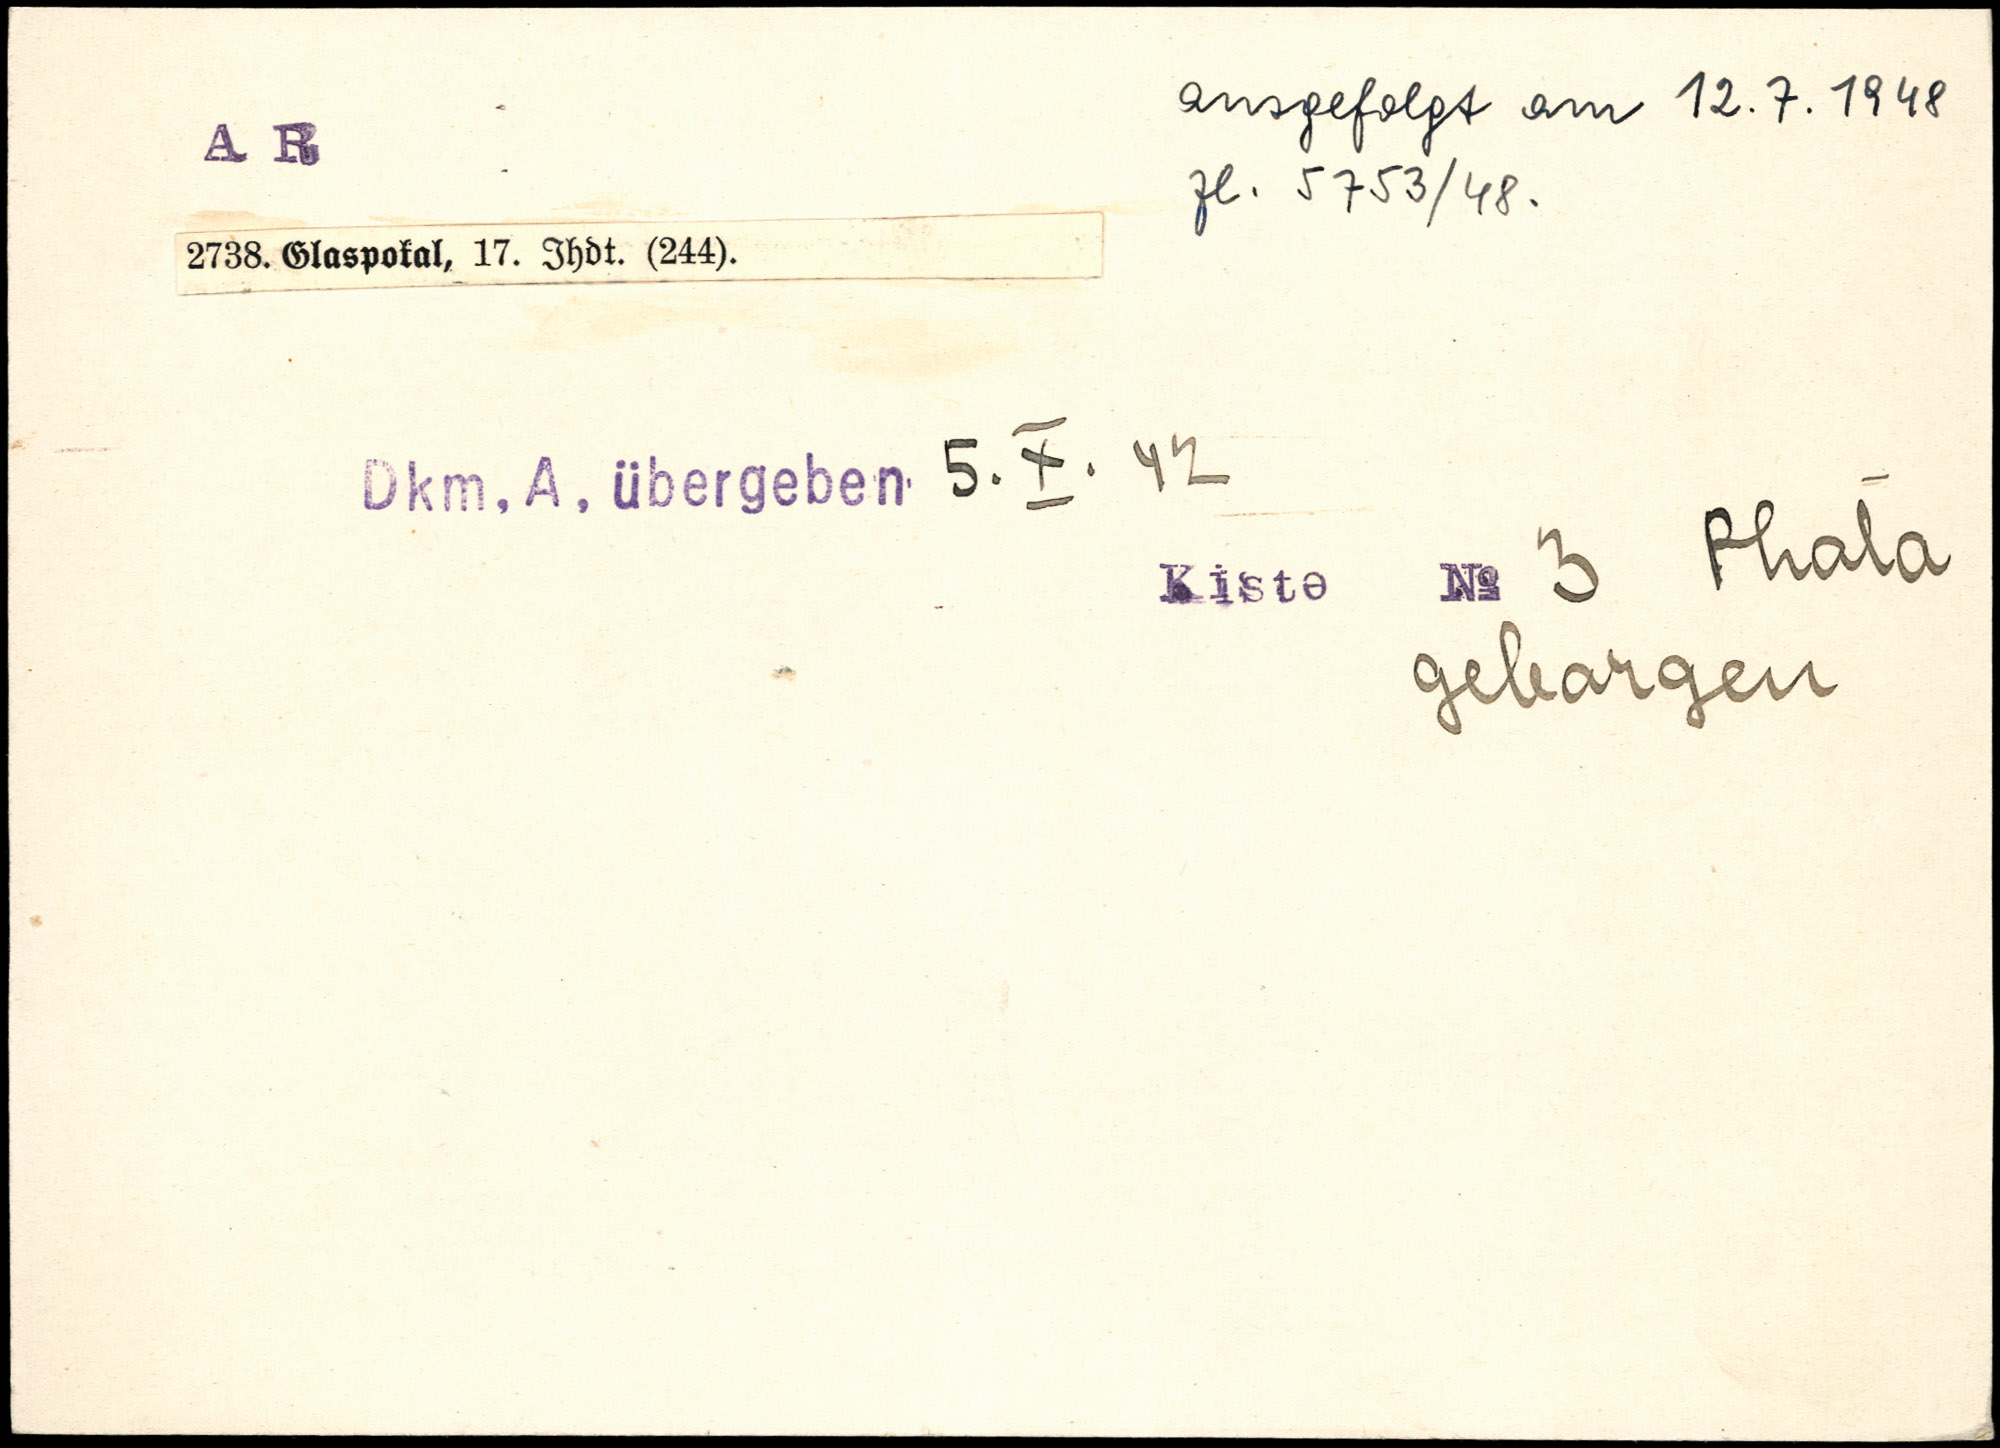 ausgefolgt am 12.7.1948
Zl. 5753/48.
A R
2738. Glaspokal, 17. Jhdt. (244).
Dkm. A. übergeben 5. X. 42
Kiste № 3 Photo
geborgen